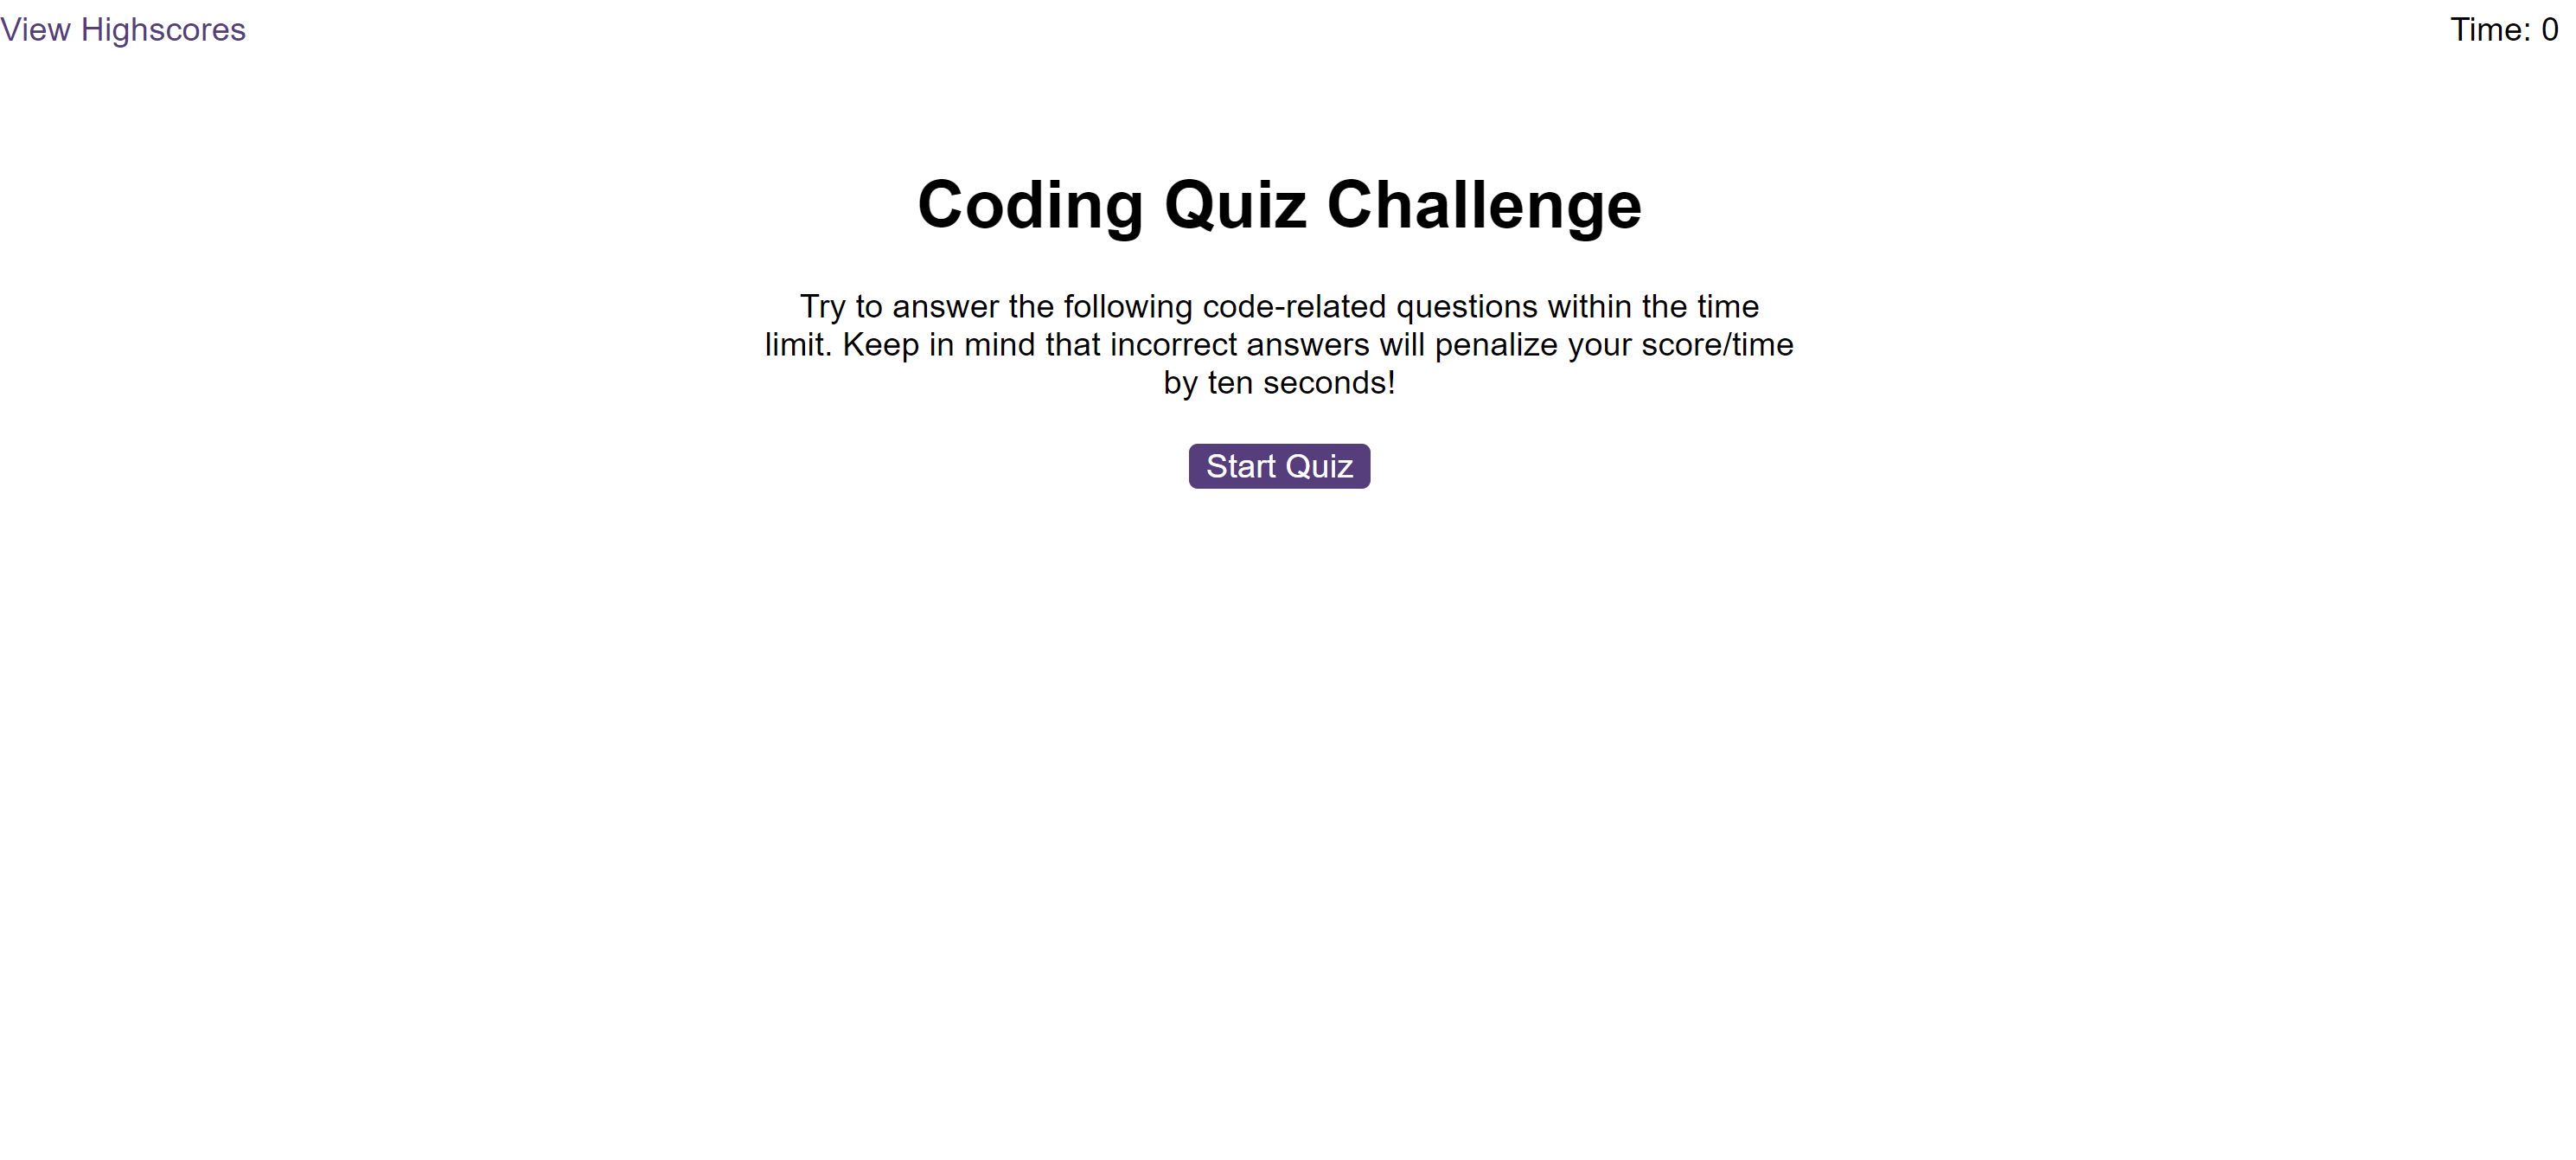 View Highscores
Time: 0
Coding Quiz Challenge
Try to answer the following code-related questions within the time
limit. Keep in mind that incorrect answers will penalize your score/time
by ten seconds!
Start Quiz